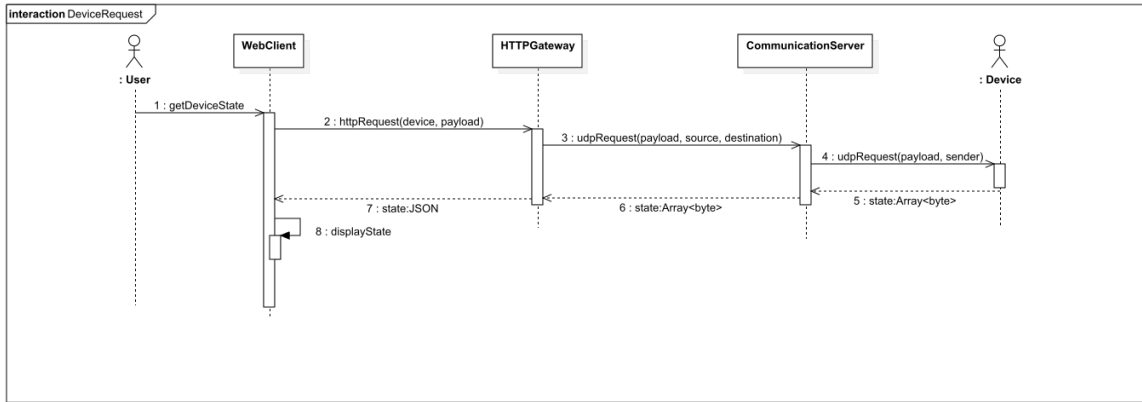 interaction DeviceRequest
WebClient
HTTPGateway
CommunicationServer
: User
: Device
1 : getDeviceState
2 : httpRequest(device, payload)
3 : udpRequest(payload, source, destination)
4 : udpRequest(payload, sender)
5 : state:Array<byte>
6 : state:Array<byte>
7 : state:JSON
8 : displayState